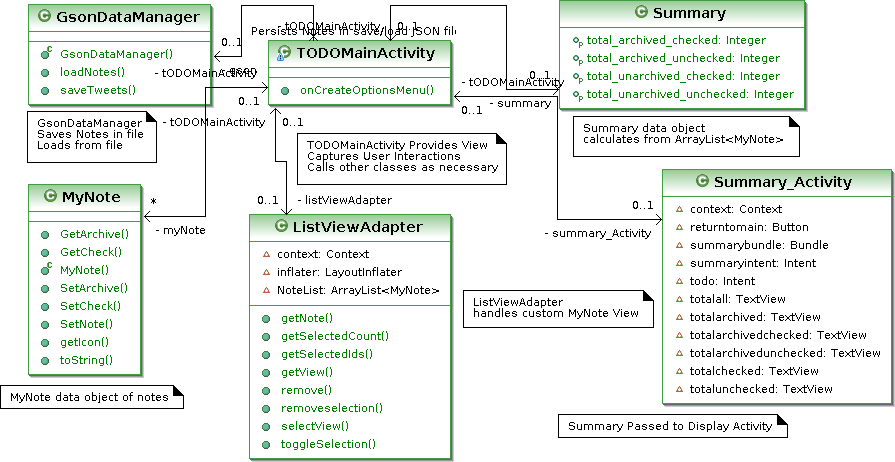 GsonDataManager
GsonDataManager()
loadNotes()
saveTweets()
GsonDataManager
Saves Notes in file
Loads from file
- tODOMainActivity
0..1
Persists Notes in save/load JSON file
0..1
TODOMainActivity
onCreateOptionsMenu()
- tODOMainActivity
- gson
0..1
- tODOMainActivity
0..1
- tODOMainActivity
0..1
- summary
0..1
TODOMainActivity Provides View
Captures User Interactions
Calls other classes as necessary
Summary
total_archived_checked: Integer
total_archived_unchecked: Integer
total_unarchived_checked: Integer
total_unarchived_unchecked: Integer
Summary data object
calculates from ArrayList<MyNote>
MyNote
GetArchive()
GetCheck()
MyNote()
SetArchive()
SetCheck()
SetNote()
getIcon()
toString()
*
- myNote
MyNote data object of notes
0..1
- listViewAdapter
ListViewAdapter
context: Context
inflater: LayoutInflater
NoteList: ArrayList<MyNote>
getNote()
getSelectedCount()
getSelectedIds()
getView()
remove()
removeselection()
selectView()
toggleSelection()
ListViewAdapter
handles custom MyNote View
0..1
- summary_Activity
Summary_Activity
context: Context
returntomain: Button
summarybundle: Bundle
summaryintent: Intent
todo: Intent
totalall: TextView
totalarchived: TextView
totalarchivedchecked: TextView
totalarchivedunchecked: TextView
totalchecked: TextView
totalunchecked: TextView
Summary Passed to Display Activity